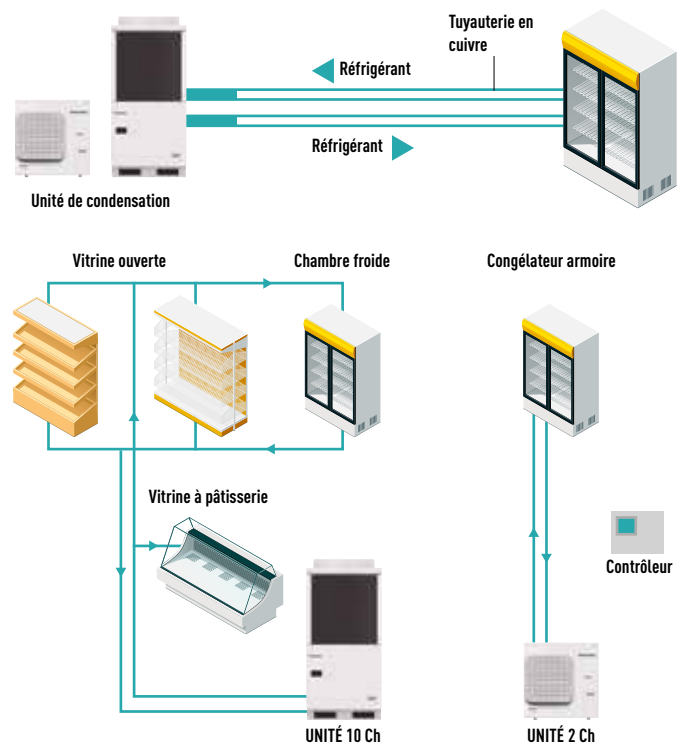 Tuyauterie en
cuivre
Réfrigérant
Réfrigérant
Unité de condensation
Vitrine ouverte
Chambre froide
Congélateur armoire
Vitrine à pâtisserie
Contrôleur
UNITÉ 10 Ch
UNITÉ 2 Ch